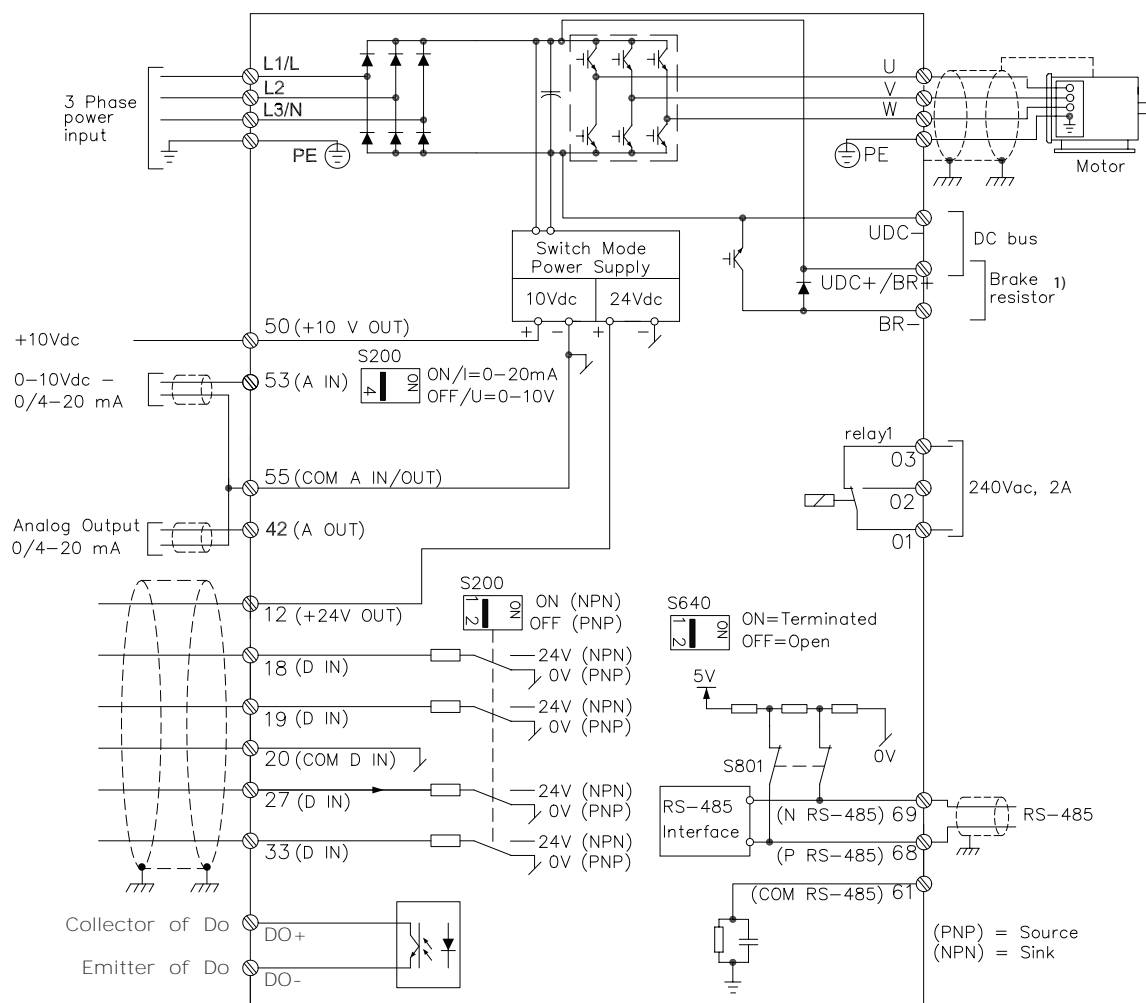 3 Phase
power
input
L1/L
L2
L3/N
PE
U
V
W
PE
Motor
UDC-
DC bus
UDC+/BR+
Brake 1)
resistor
BR-
Switch Mode
Power Supply
10Vdc
24Vdc
+ - + -
+10Vdc
50 (+10 V OUT)
0-10Vdc -
0/4-20 mA
53 (A IN)
S200
ON
4
ON/I=0-20mA
OFF/U=0-10V
55 (COM A IN/OUT)
Analog Output
0/4-20 mA
42 (A OUT)
relay1
03
02
01
240Vac, 2A
12 (+24V OUT)
S200
ON
1 2
ON (NPN)
OFF (PNP)
18 (D IN)
24V (NPN)
0V (PNP)
19 (D IN)
24V (NPN)
0V (PNP)
20 (COM D IN)
27 (D IN)
24V (NPN)
0V (PNP)
33 (D IN)
24V (NPN)
0V (PNP)
S640
ON
1 2
ON=Terminated
OFF=Open
5V
0V
S801
RS-485
Interface
(N RS-485) 69
RS-485
(P RS-485) 68
(COM RS-485) 61
(PNP) = Source
(NPN) = Sink
Collector of Do
DO+
Emitter of Do
DO-